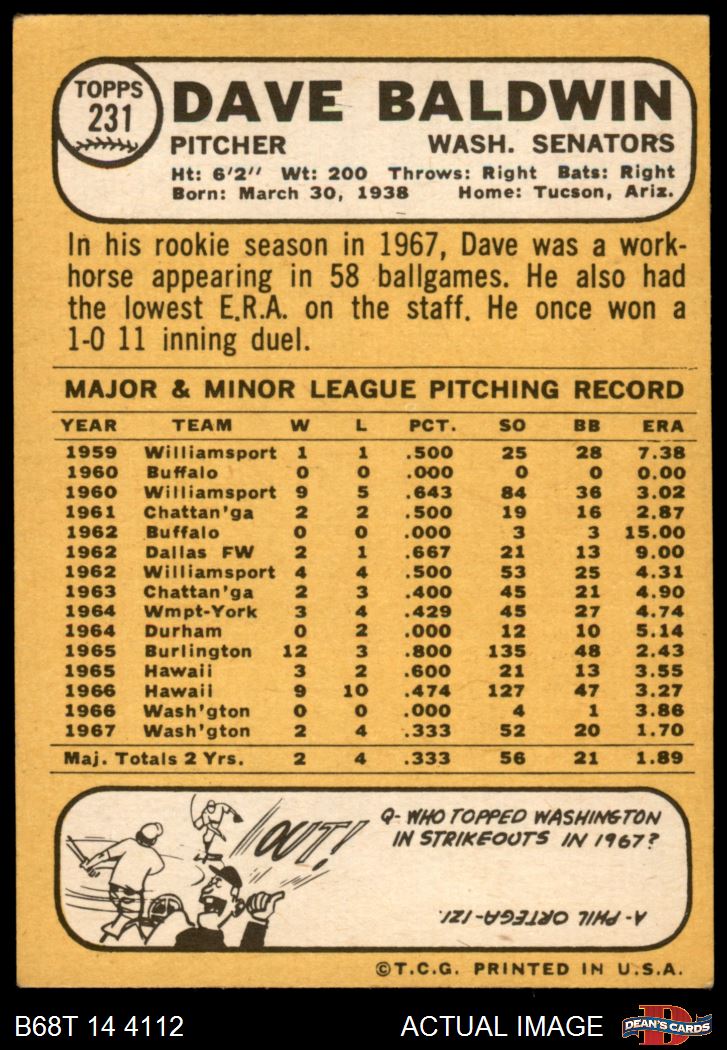 TOPPS
231
DAVE BALDWIN
PITCHER WASH. SENATORS
Ht: 6'2" Wt: 200 Throws: Right Bats: Right
Born: March 30, 1938 Home: Tucson, Ariz.
In his rookie season in 1967, Dave was a work-
horse appearing in 58 ballgames. He also had
the lowest E.R.A. on the staff. He once won a
1-0 11 inning duel.
MAJOR & MINOR LEAGUE PITCHING RECORD
YEAR TEAM W L PCT. SO BB ERA
1959 Williamsport 1 1 .500 25 28 7.38
1960 Buffalo 0 0 .000 0 0 0.00
1960 Williamsport 9 5 .643 84 36 3.02
1961 Chattan'ga 2 2 .500 19 16 2.87
1962 Buffalo 0 0 .000 3 3 15.00
1962 Dallas FW 2 1 .667 21 13 9.00
1962 Williamsport 4 4 .500 53 25 4.31
1963 Chattan'ga 2 3 .400 45 21 4.90
1964 Wmpt-York 3 4 .429 45 27 4.74
1964 Durham 0 2 .000 12 10 5.14
1965 Burlington 12 3 .800 135 48 2.43
1965 Hawaii 3 2 .600 21 13 3.55
1966 Hawaii 9 10 .474 127 47 3.27
1966 Wash'gton 0 0 .000 4 1 3.86
1967 Wash'gton 2 4 .333 52 20 1.70
Maj. Totals 2 Yrs. 2 4 .333 56 21 1.89
OUT!
Q- WHO TOPPED WASHINGTON
IN STRIKEOUTS IN 1967?
A- PHIL ORTEGA-121.
©T.C.G. PRINTED IN U.S.A.
B68T 14 4112 ACTUAL IMAGE
D
DEAN'S CARDS